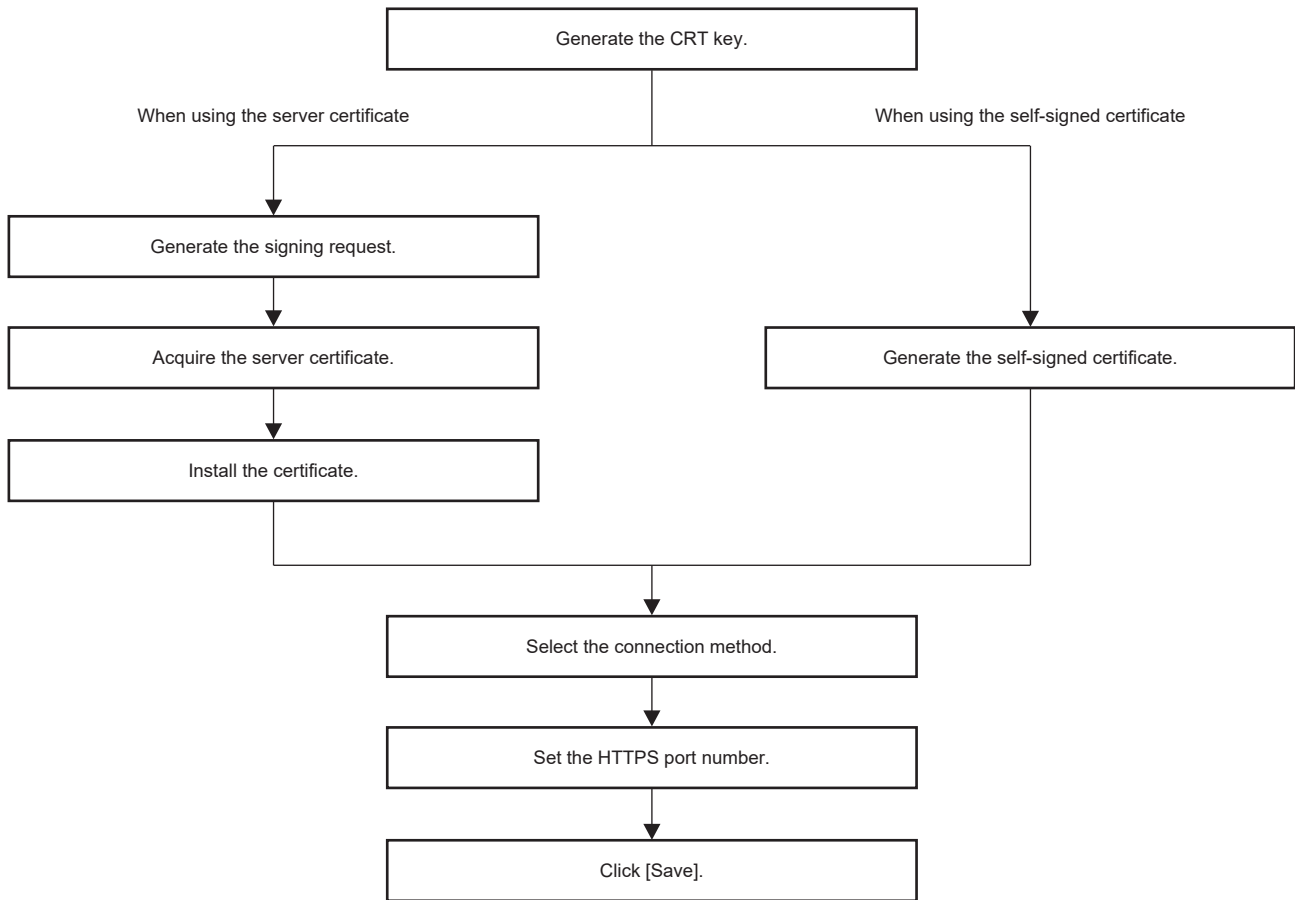 Generate the CRT key.
When using the server certificate
When using the self-signed certificate
Generate the signing request.
Acquire the server certificate.
Generate the self-signed certificate.
Install the certificate.
Select the connection method.
Set the HTTPS port number.
Click [Save].